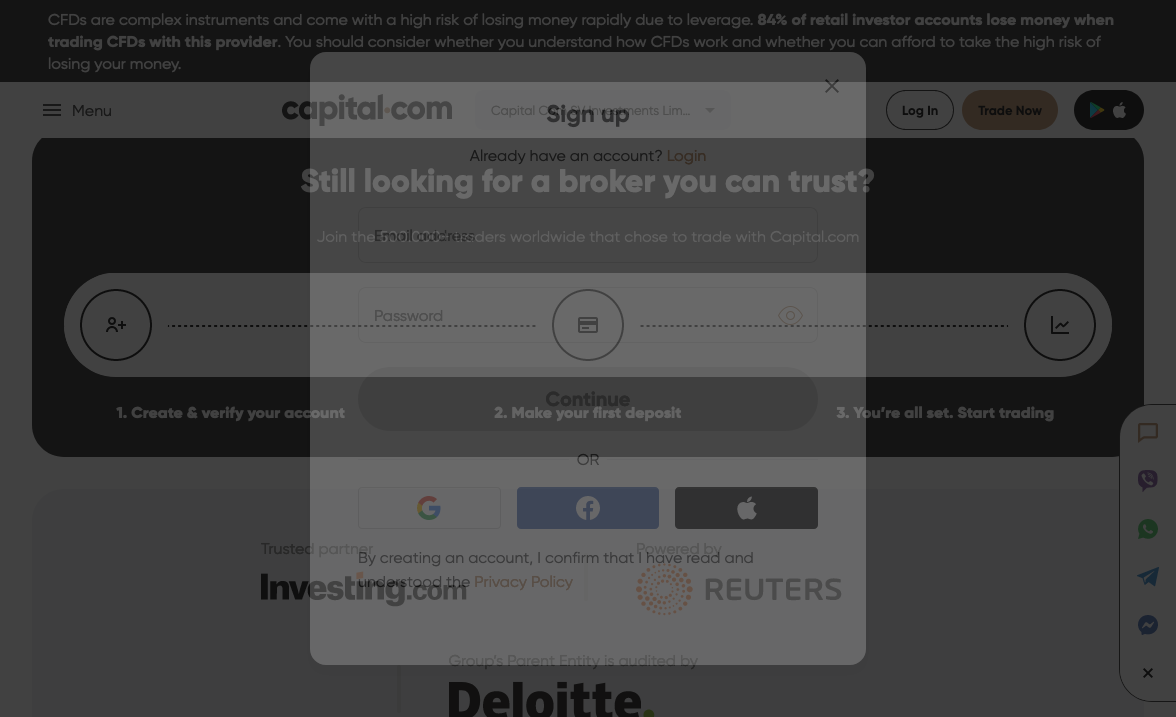 CFDs are complex instruments and come with a high risk of losing money rapidly due to leverage. 84% of retail investor accounts lose money when
trading CFDs with this provider. You should consider whether you understand how CFDs work and whether you can afford to take the high risk of
losing your money.
Menu
capital.com
Capital Com SV Investments Lim...
Log In
Trade Now
Sign up
Already have an account? Login
Still looking for a broker you can trust?
Email address
Join the 500.000+ traders worldwide that chose to trade with Capital.com
Password
Continue
1. Create & verify your account
2. Make your first deposit
3. You're all set. Start trading
OR
Trusted partner
Powered by
By creating an account, I confirm that I have read and
understood the Privacy Policy
Investing.com
REUTERS
Group's Parent Entity is audited by
Deloitte.